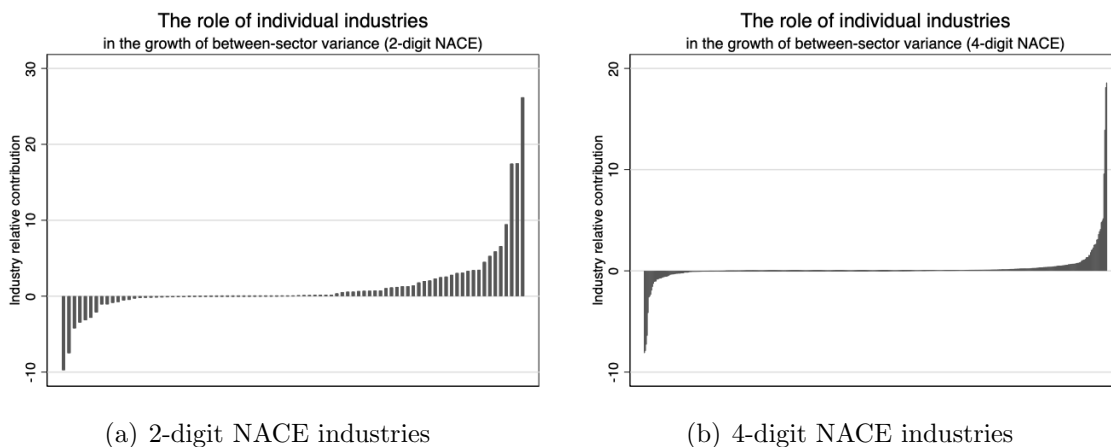 The role of individual industries
in the growth of between-sector variance (2-digit NACE)
Industry relative contribution
30
20
10
0
-10
(a) 2-digit NACE industries
The role of individual industries
in the growth of between-sector variance (4-digit NACE)
Industry relative contribution
20
10
0
-10
(b) 4-digit NACE industries